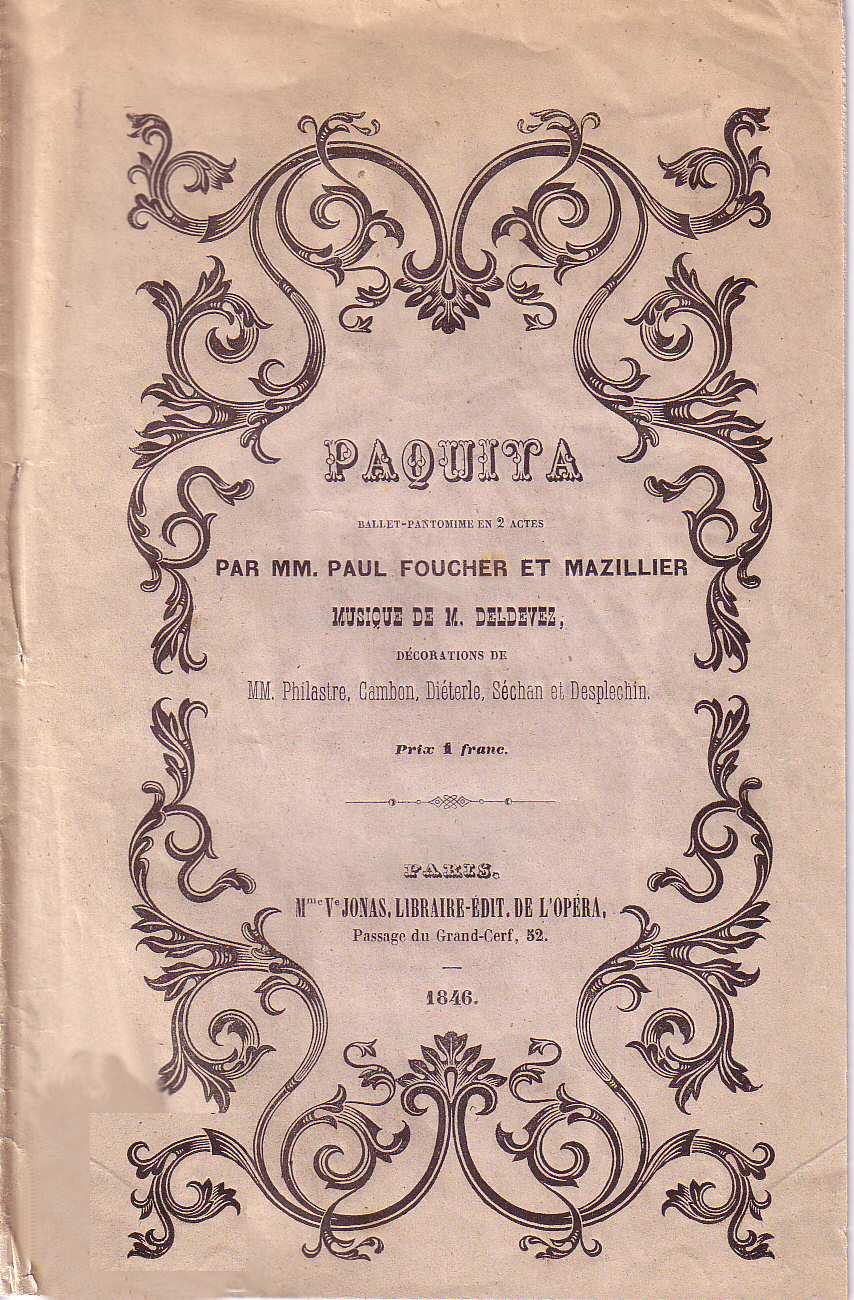 PAQUITA
BALLET-PANTOMIME EN 2 ACTES
PAR MM. PAUL FOUCHER ET MAZILLIER
MUSIQUE DE M. DELDEVEZ,
DÉCORATIONS DE
MM. Philastre, Cambon, Diéterle, Séchan et Desplechin.
Prix 1 franc.
PARIS.
Mme Ve JONAS, LIBRAIRE-ÉDIT. DE L'OPÉRA,
Passage du Grand-Cerf, 52.
1846.